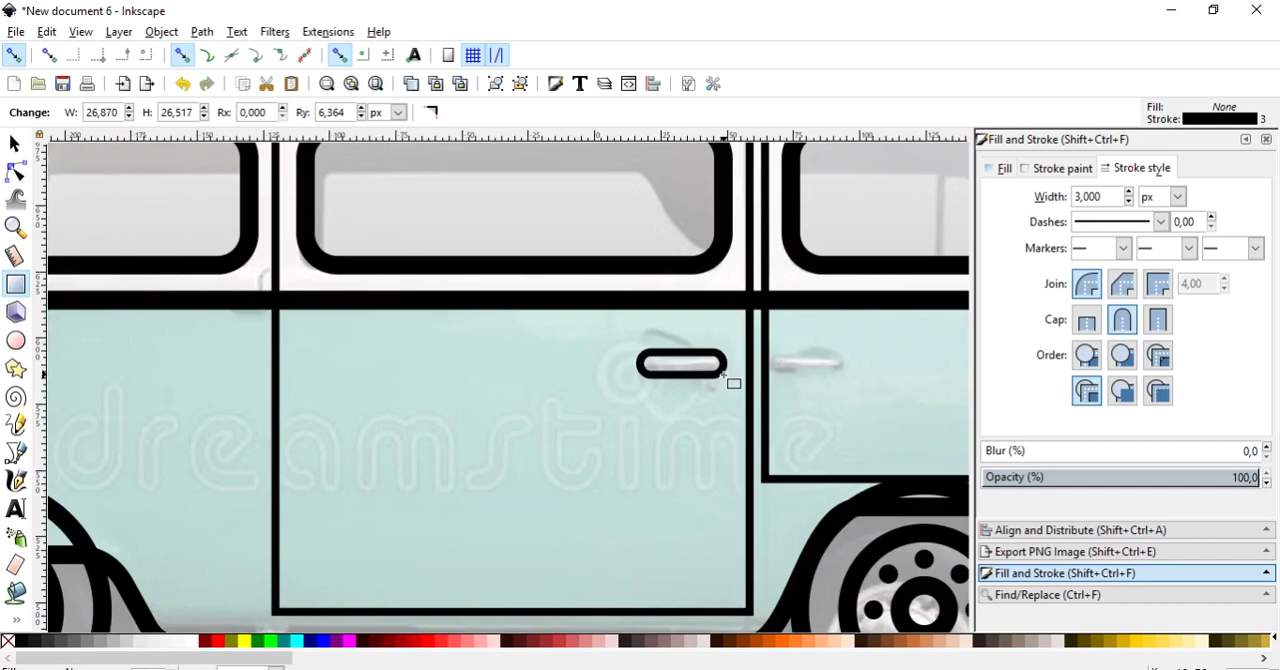 *New document 6 - Inkscape
File Edit View Layer Object Path Text Filters Extensions Help
Change: W: 26,870 H: 26,517 Rx: 0,000 Ry: 6,364 px
Fill: None
Stroke: 3
Fill and Stroke (Shift+Ctrl+F)
Fill Stroke paint Stroke style
Width: 3,000 px
Dashes: 0,00
Markers:
Join: 4,00
Cap:
Order:
dreamstime
Blur (%) 0,0
Opacity (%) 100,0
Align and Distribute (Shift+Ctrl+A)
Export PNG Image (Shift+Ctrl+E)
Fill and Stroke (Shift+Ctrl+F)
Find/Replace (Ctrl+F)